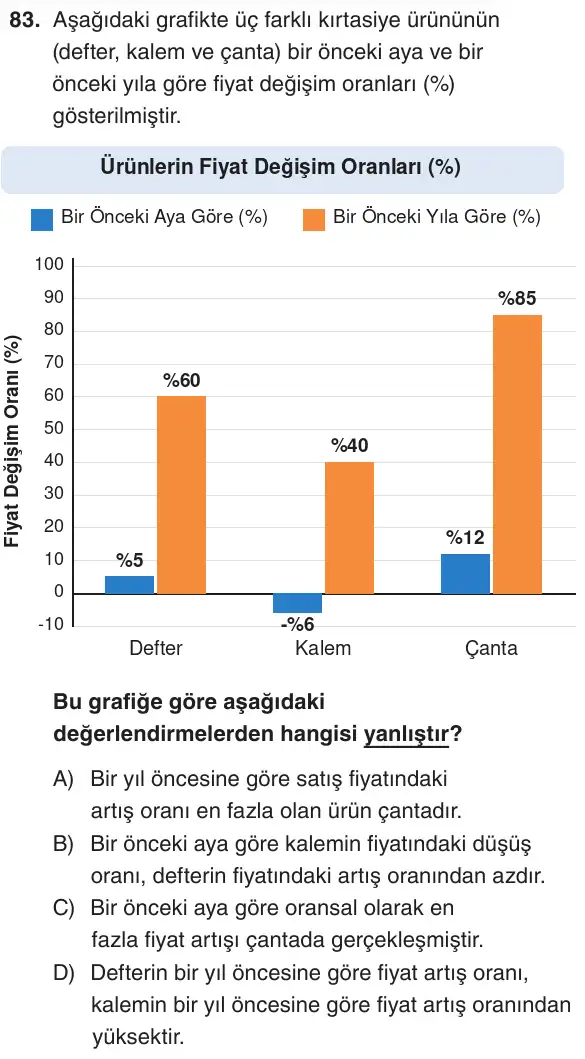 83. Aşağıdaki grafikte üç farklı kırtasiye ürününün
(defter, kalem ve çanta) bir önceki aya ve bir
önceki yıla göre fiyat değişim oranları (%)
gösterilmiştir.
Ürünlerin Fiyat Değişim Oranları (%)
Bir Önceki Aya Göre (%) Bir Önceki Yıla Göre (%)
Fiyat Değişim Oranı (%)
100
90
80
70
60
50
40
30
20
10
0
-10
%5
%60
-%6
%40
%12
%85
Defter Kalem Çanta
Bu grafiğe göre aşağıdaki
değerlendirmelerden hangisi yanlıştır?
A) Bir yıl öncesine göre satış fiyatındaki
artış oranı en fazla olan ürün çantadır.
B) Bir önceki aya göre kalemin fiyatındaki düşüş
oranı, defterin fiyatındaki artış oranından azdır.
C) Bir önceki aya göre oransal olarak en
fazla fiyat artışı çantada gerçekleşmiştir.
D) Defterin bir yıl öncesine göre fiyat artış oranı,
kalemin bir yıl öncesine göre fiyat artış oranından
yüksektir.